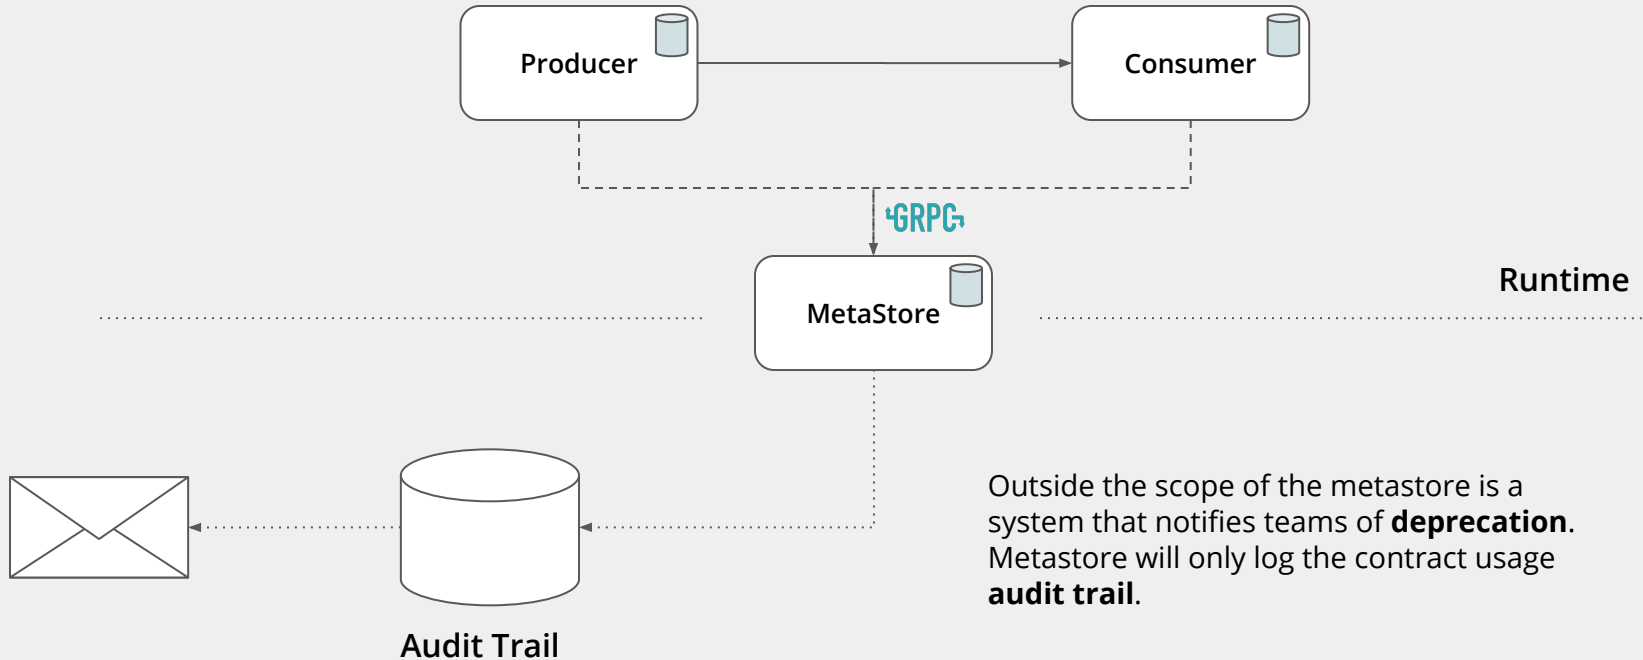 Producer
Consumer
GRPC
Runtime
MetaStore
Outside the scope of the metastore is a
system that notifies teams of deprecation.
Metastore will only log the contract usage
audit trail.
Audit Trail